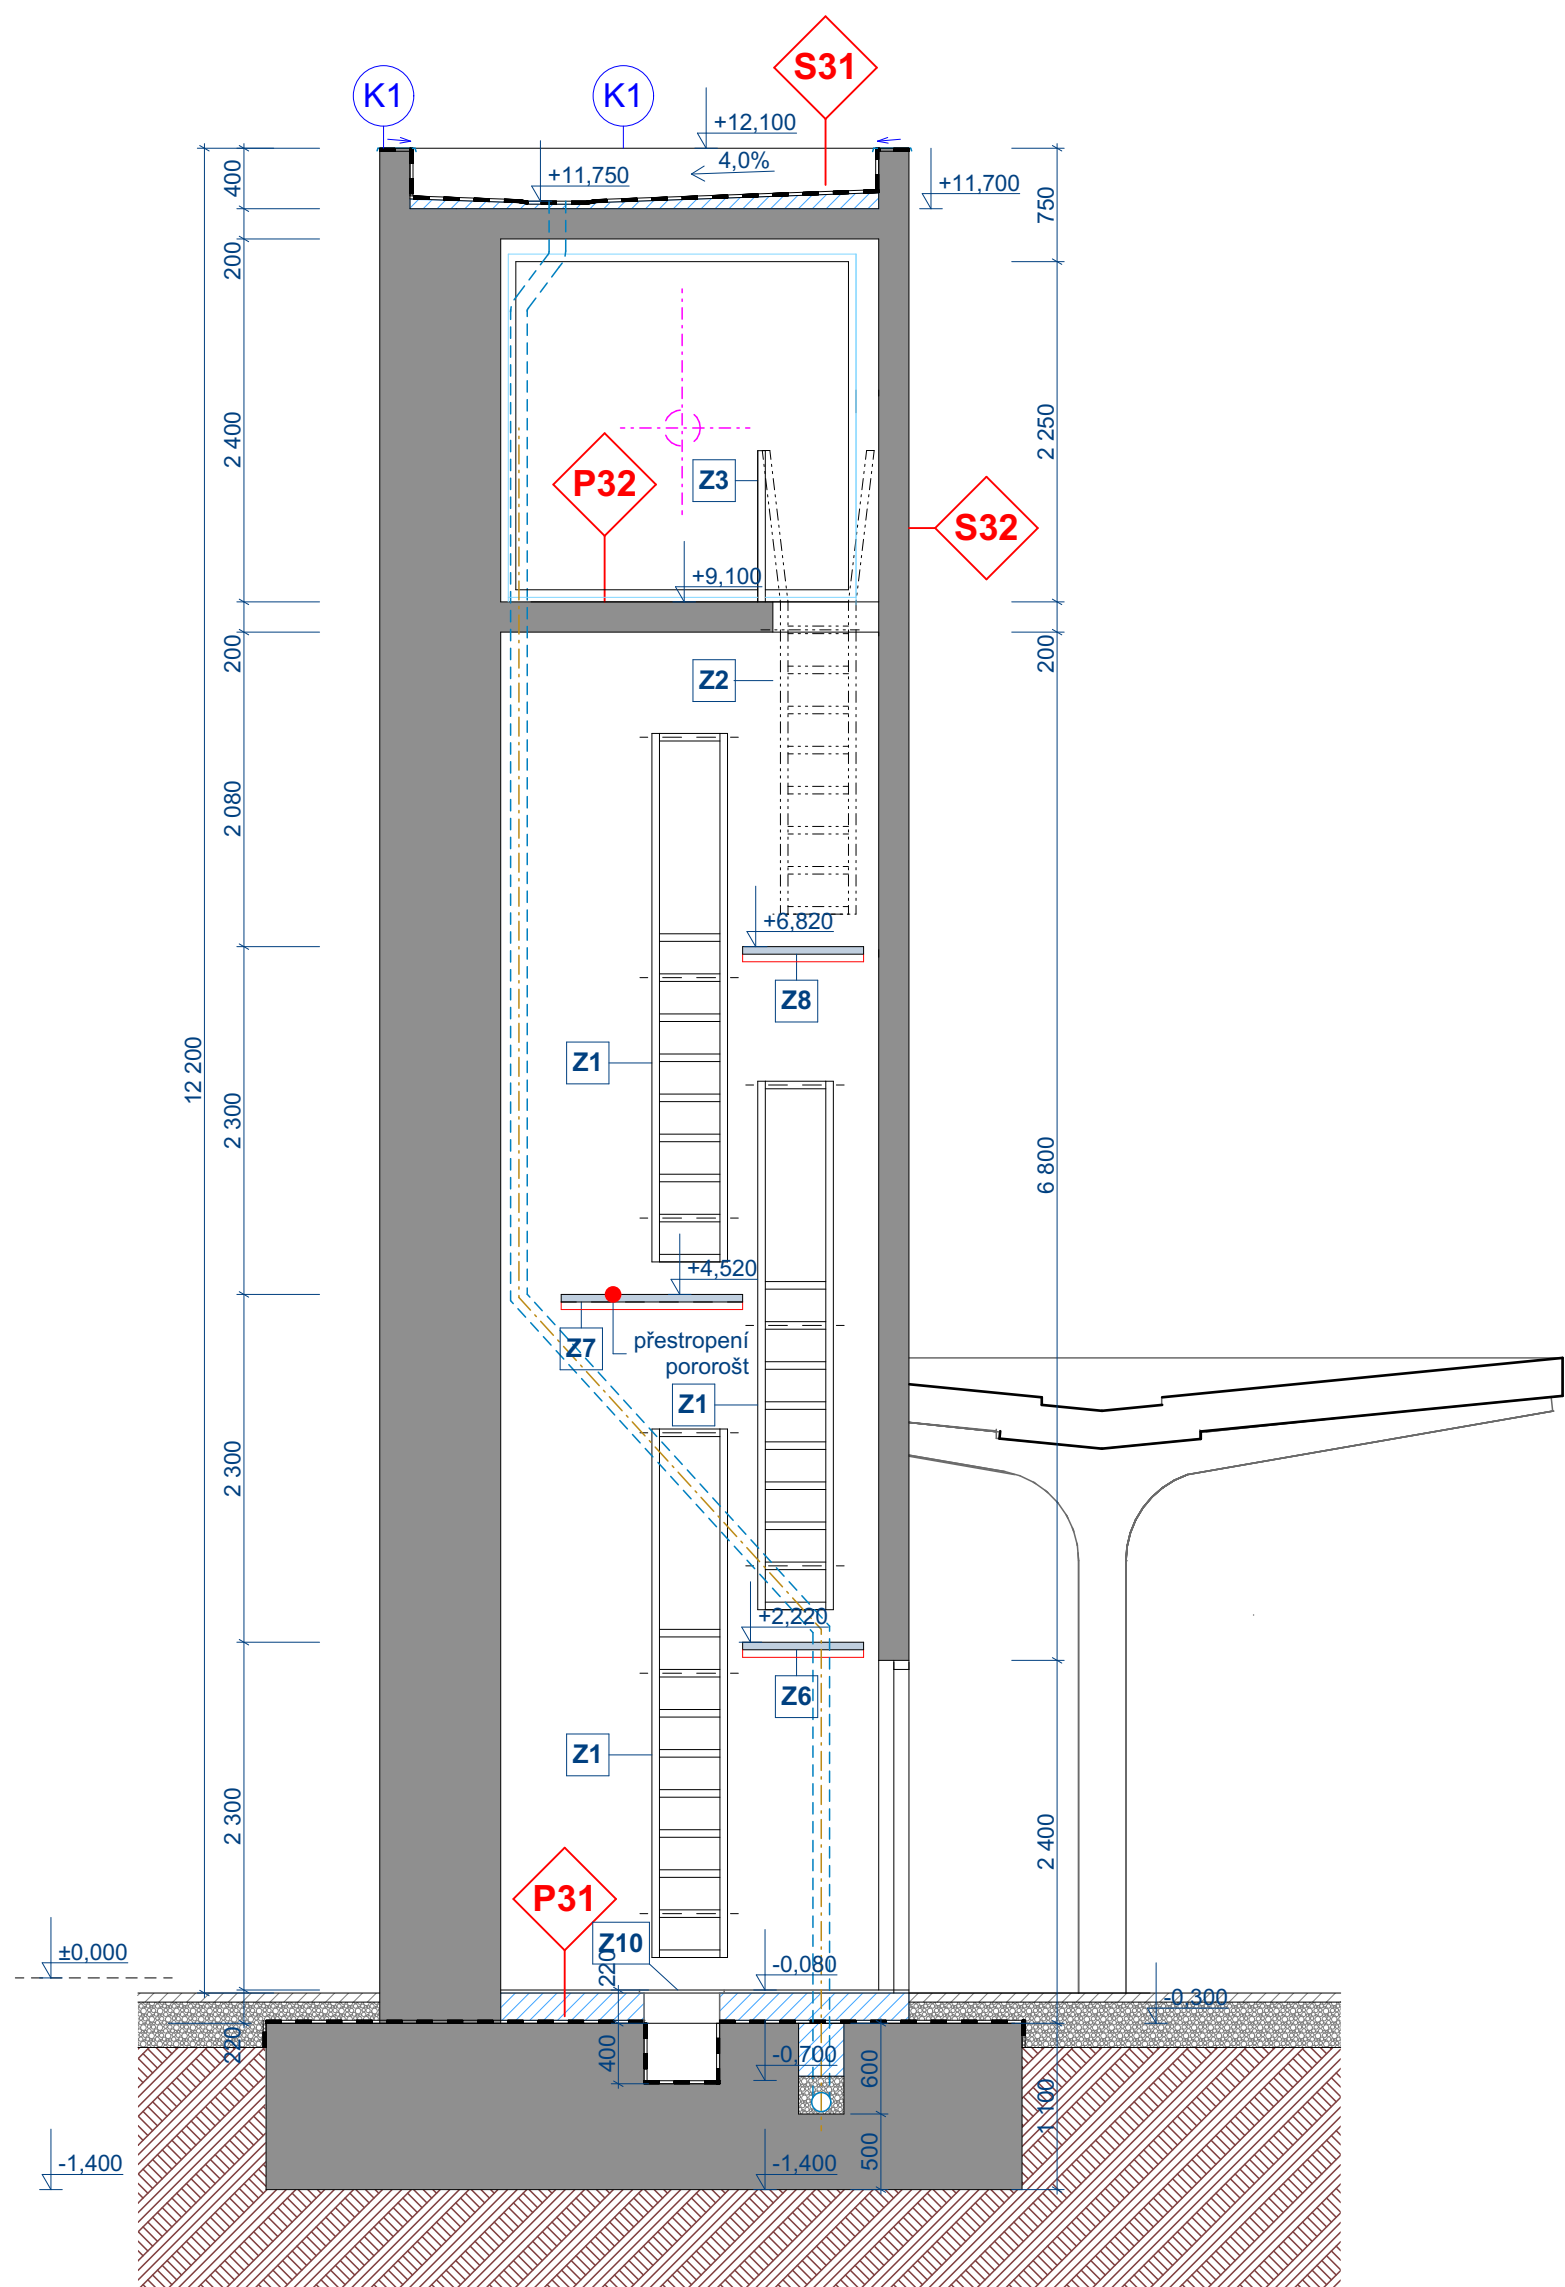 S31
K1
K1
+12,100
4,0%
+11,750
+11,700
400
750
200
2 400
2 250
Z3
P32
S32
+9,100
200
200
Z2
2 080
+6,820
Z8
Z1
12 200
2 300
6 800
+4,520
Z7
přestropení
pororošt
Z1
2 300
+2,220
Z6
Z1
2 300
2 400
P31
Z10
220
±0,000
-0,080
-0,300
220
400
-0,700
600
1 100
500
-1,400
-1,400